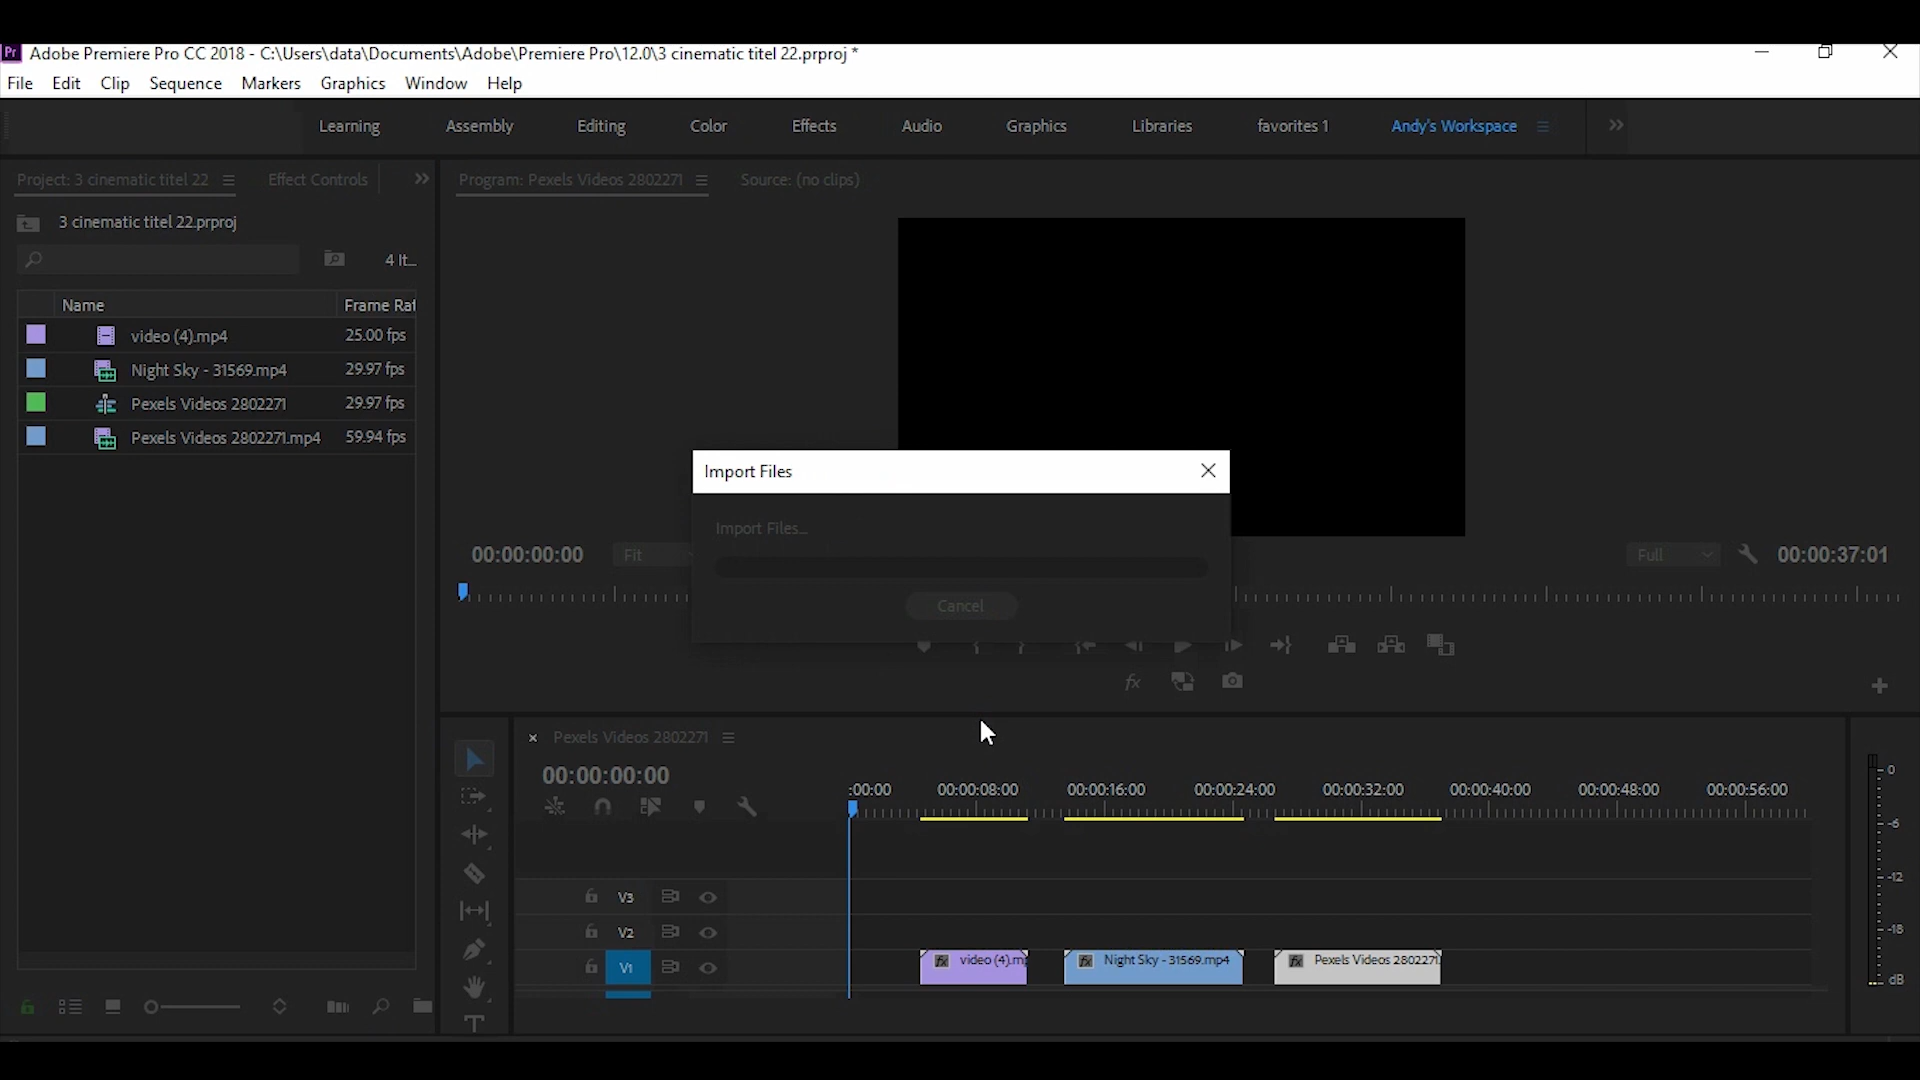 Pr Adobe Premiere Pro CC 2018 - C:\Users\data\Documents\Adobe\Premiere Pro\12.0\3 cinematic titel 22.prproj *
File Edit Clip Sequence Markers Graphics Window Help
Learning Assembly Editing Color Effects Audio Graphics Libraries favorites 1 Andy's Workspace
Project: 3 cinematic titel 22 Effect Controls
Program: Pexels Videos 2802271 Source: (no clips)
3 cinematic titel 22.prproj
4 It...
Name Frame Rat
video (4).mp4 25.00 fps
Night Sky - 31569.mp4 29.97 fps
Pexels Videos 2802271 29.97 fps
Pexels Videos 2802271.mp4 59.94 fps
Import Files
Import Files...
Cancel
00:00:00:00 Fit Full 00:00:37:01
fx
Pexels Videos 2802271
00:00:00:00
:00:00 00:00:08:00 00:00:16:00 00:00:24:00 00:00:32:00 00:00:40:00 00:00:48:00 00:00:56:00
V3
V2
V1
fx video (4).mp
fx Night Sky - 31569.mp4
fx Pexels Videos 2802271.
T
0
-6
-12
-18
dB